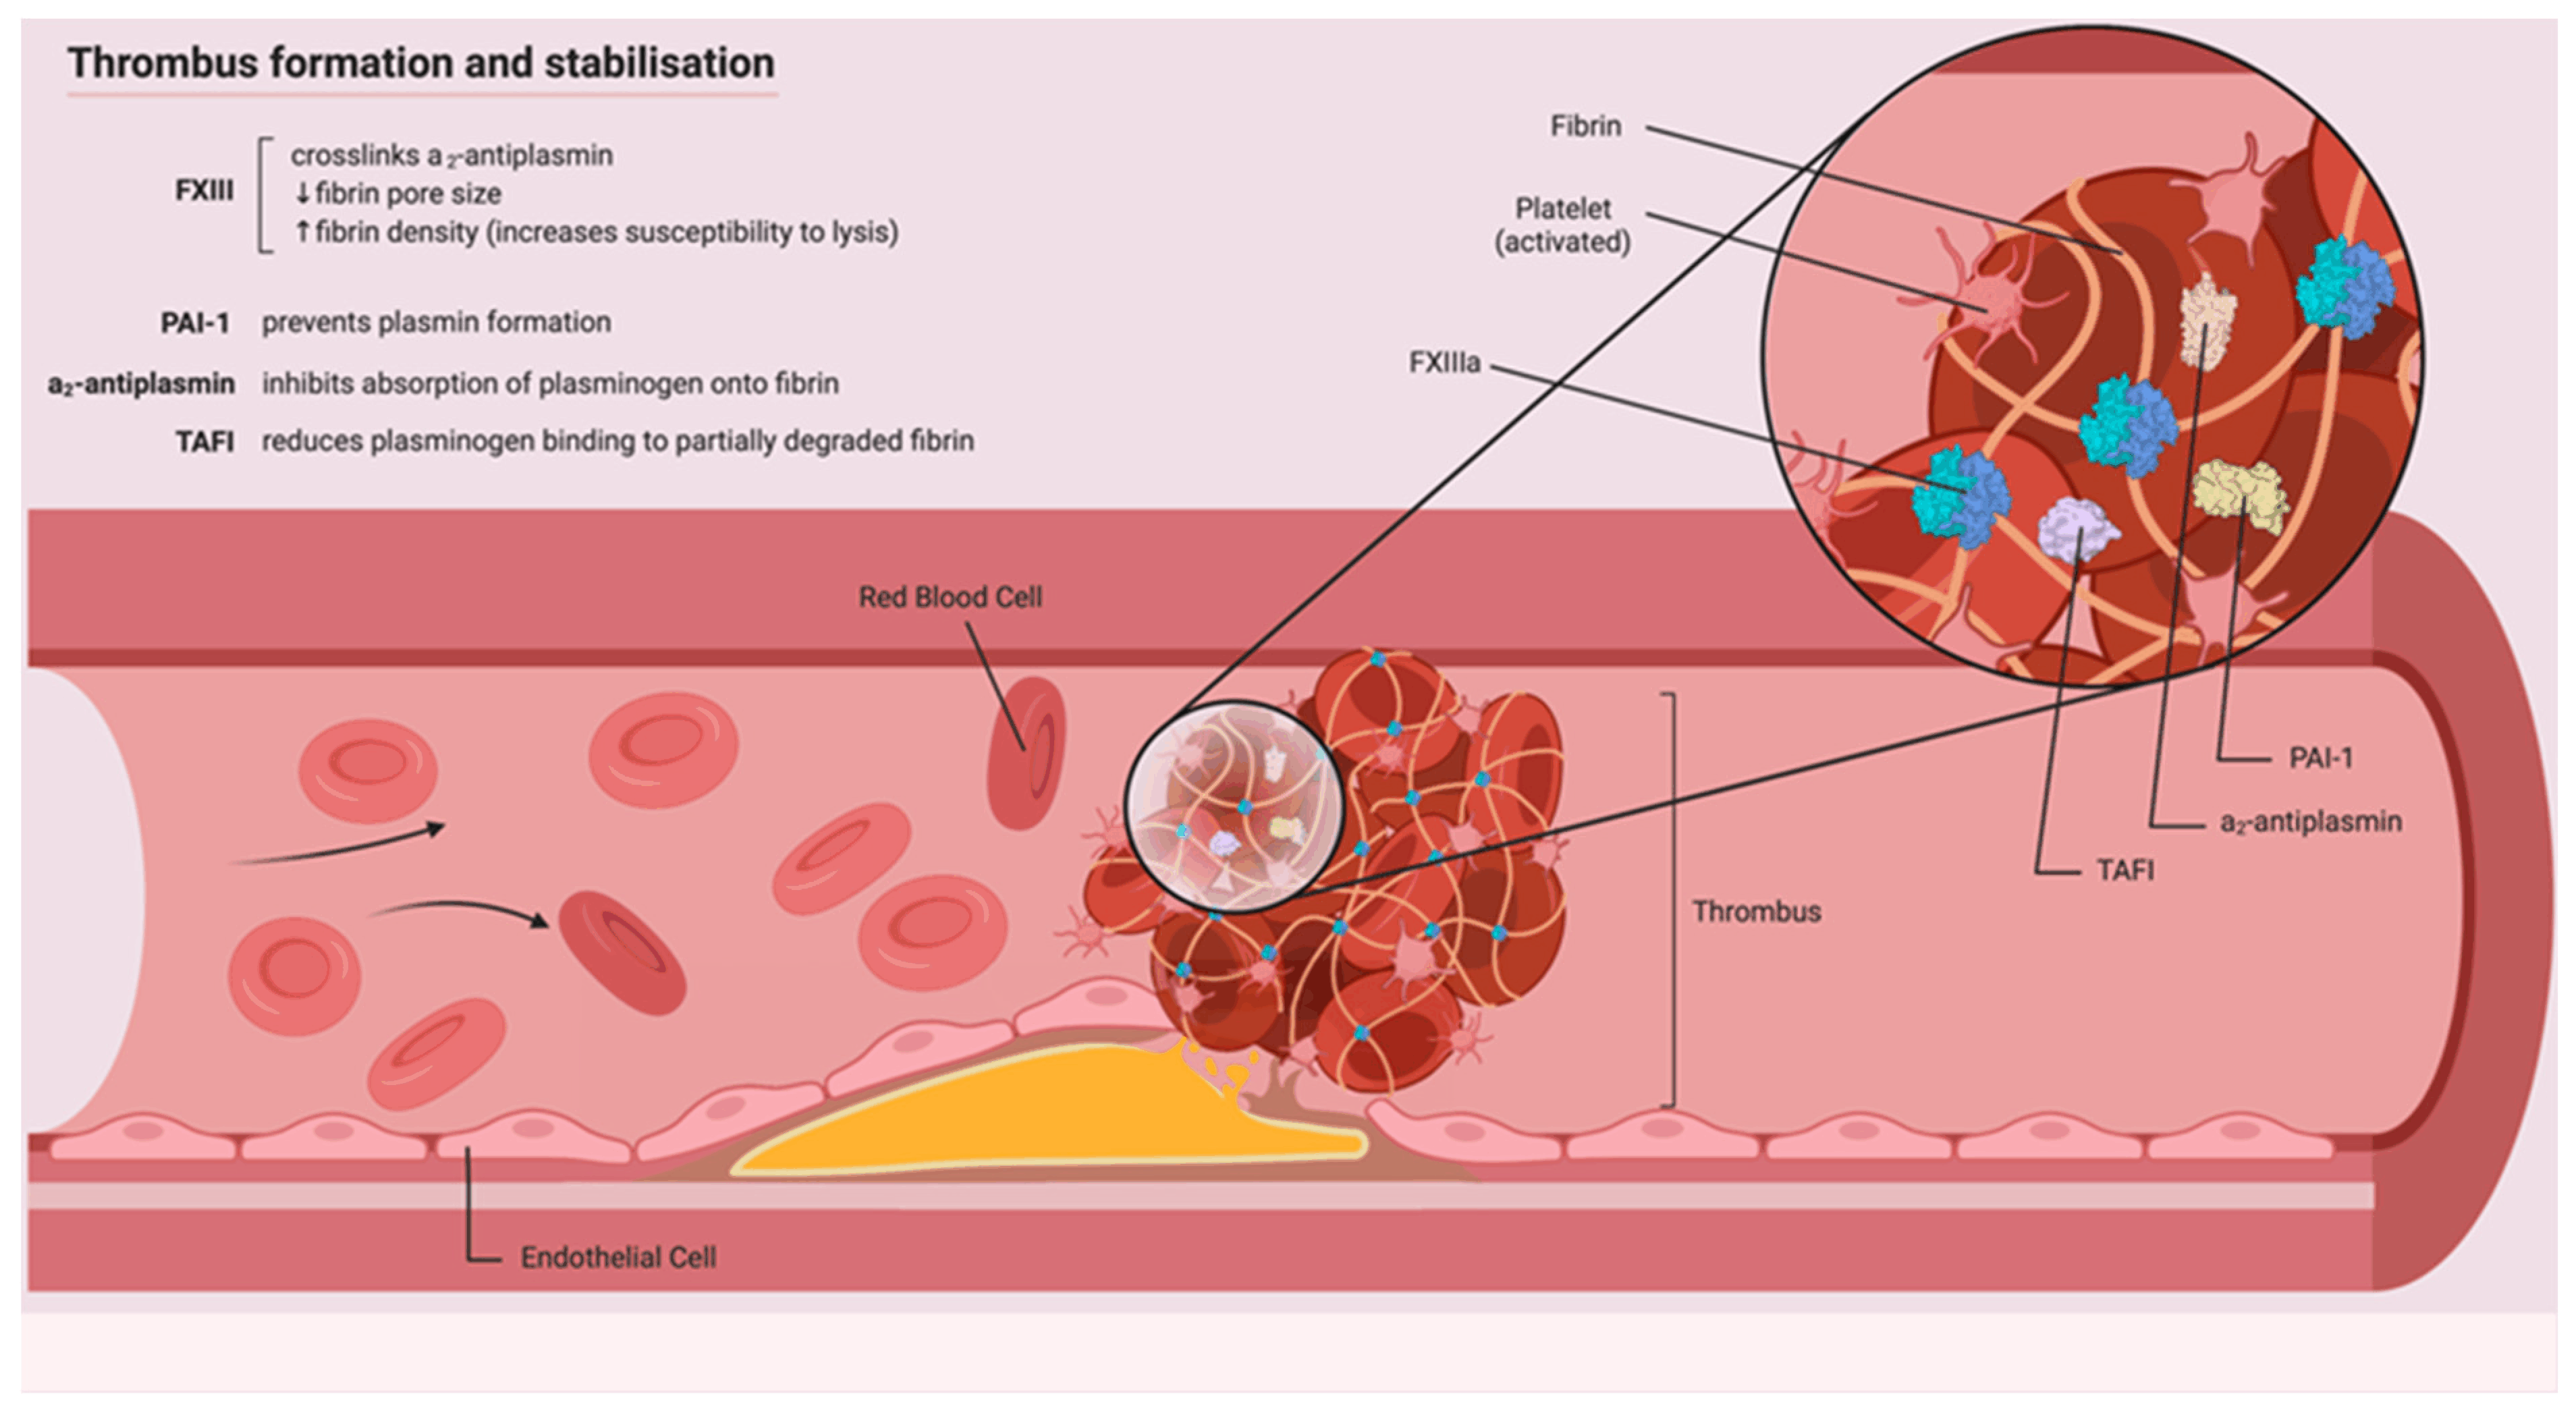 Thrombus formation and stabilisation
FXIII
crosslinks a₂-antiplasmin
↓fibrin pore size
↑fibrin density (increases susceptibility to lysis)
PAI-1 prevents plasmin formation
a₂-antiplasmin inhibits absorption of plasminogen onto fibrin
TAFI reduces plasminogen binding to partially degraded fibrin
Fibrin
Platelet
(activated)
FXIIIa
Red Blood Cell
PAI-1
a₂-antiplasmin
TAFI
Thrombus
Endothelial Cell